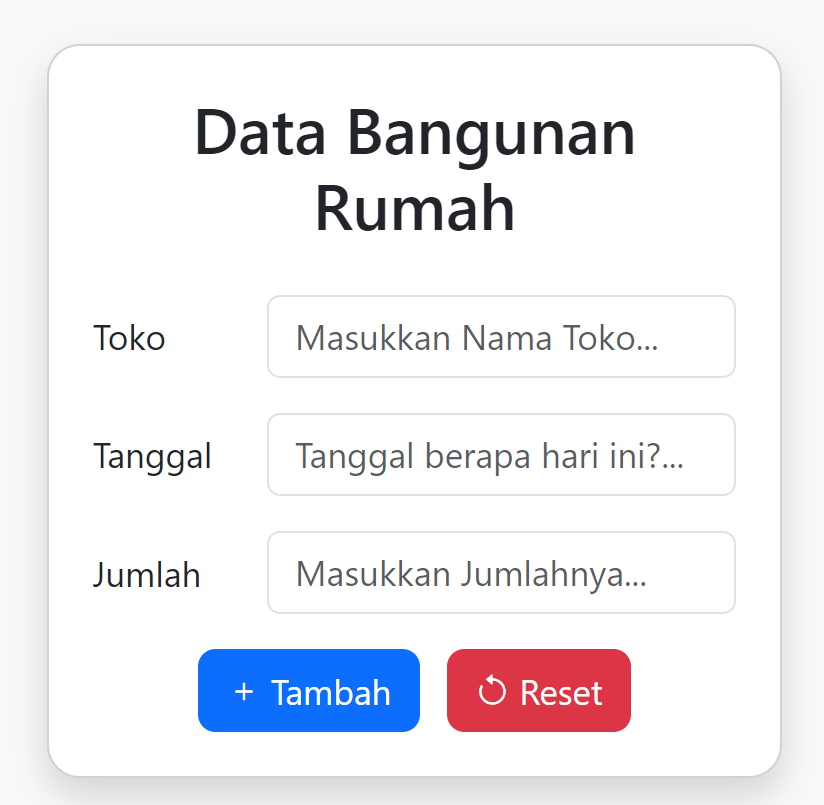 Data Bangunan
Rumah
Toko
Masukkan Nama Toko...
Tanggal
Tanggal berapa hari ini?...
Jumlah
Masukkan Jumlahnya...
+ Tambah
Reset